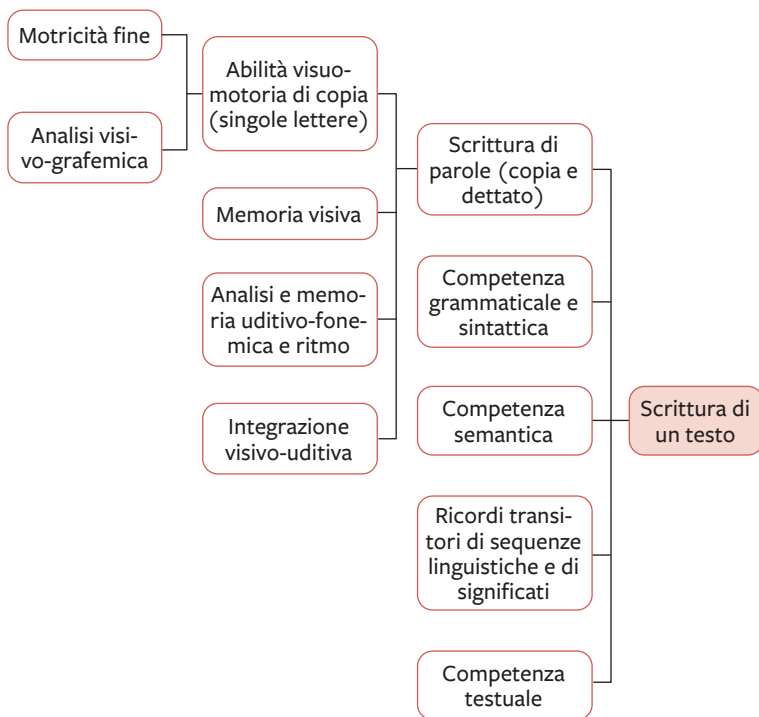 Motricità fine
Analisi visi-
vo-grafemica
Abilità visuo-
motoria di copia
(singole lettere)
Memoria visiva
Analisi e memo-
ria uditivo-fone-
mica e ritmo
Integrazione
visivo-uditiva
Scrittura di
parole (copia e
dettato)
Competenza
grammaticale e
sintattica
Competenza
semantica
Ricordi transi-
tori di sequenze
linguistiche e di
significati
Competenza
testuale
Scrittura di
un testo